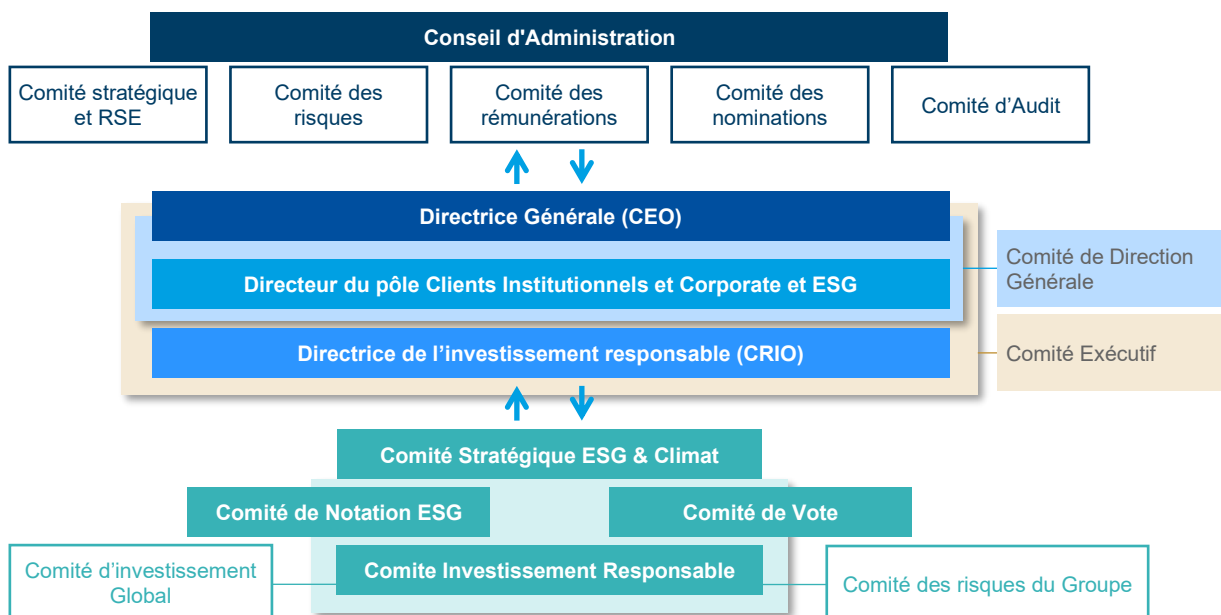 Conseil d'Administration
Comité stratégique
et RSE
Comité des
risques
Comité des
rémunérations
Comité des
nominations
Comité d’Audit
Directrice Générale (CEO)
Directeur du pôle Clients Institutionnels et Corporate et ESG
Comité de Direction
Générale
Directrice de l’investissement responsable (CRIO)
Comité Exécutif
Comité Stratégique ESG & Climat
Comité de Notation ESG
Comité de Vote
Comité d’investissement
Global
Comite Investissement Responsable
Comité des risques du Groupe